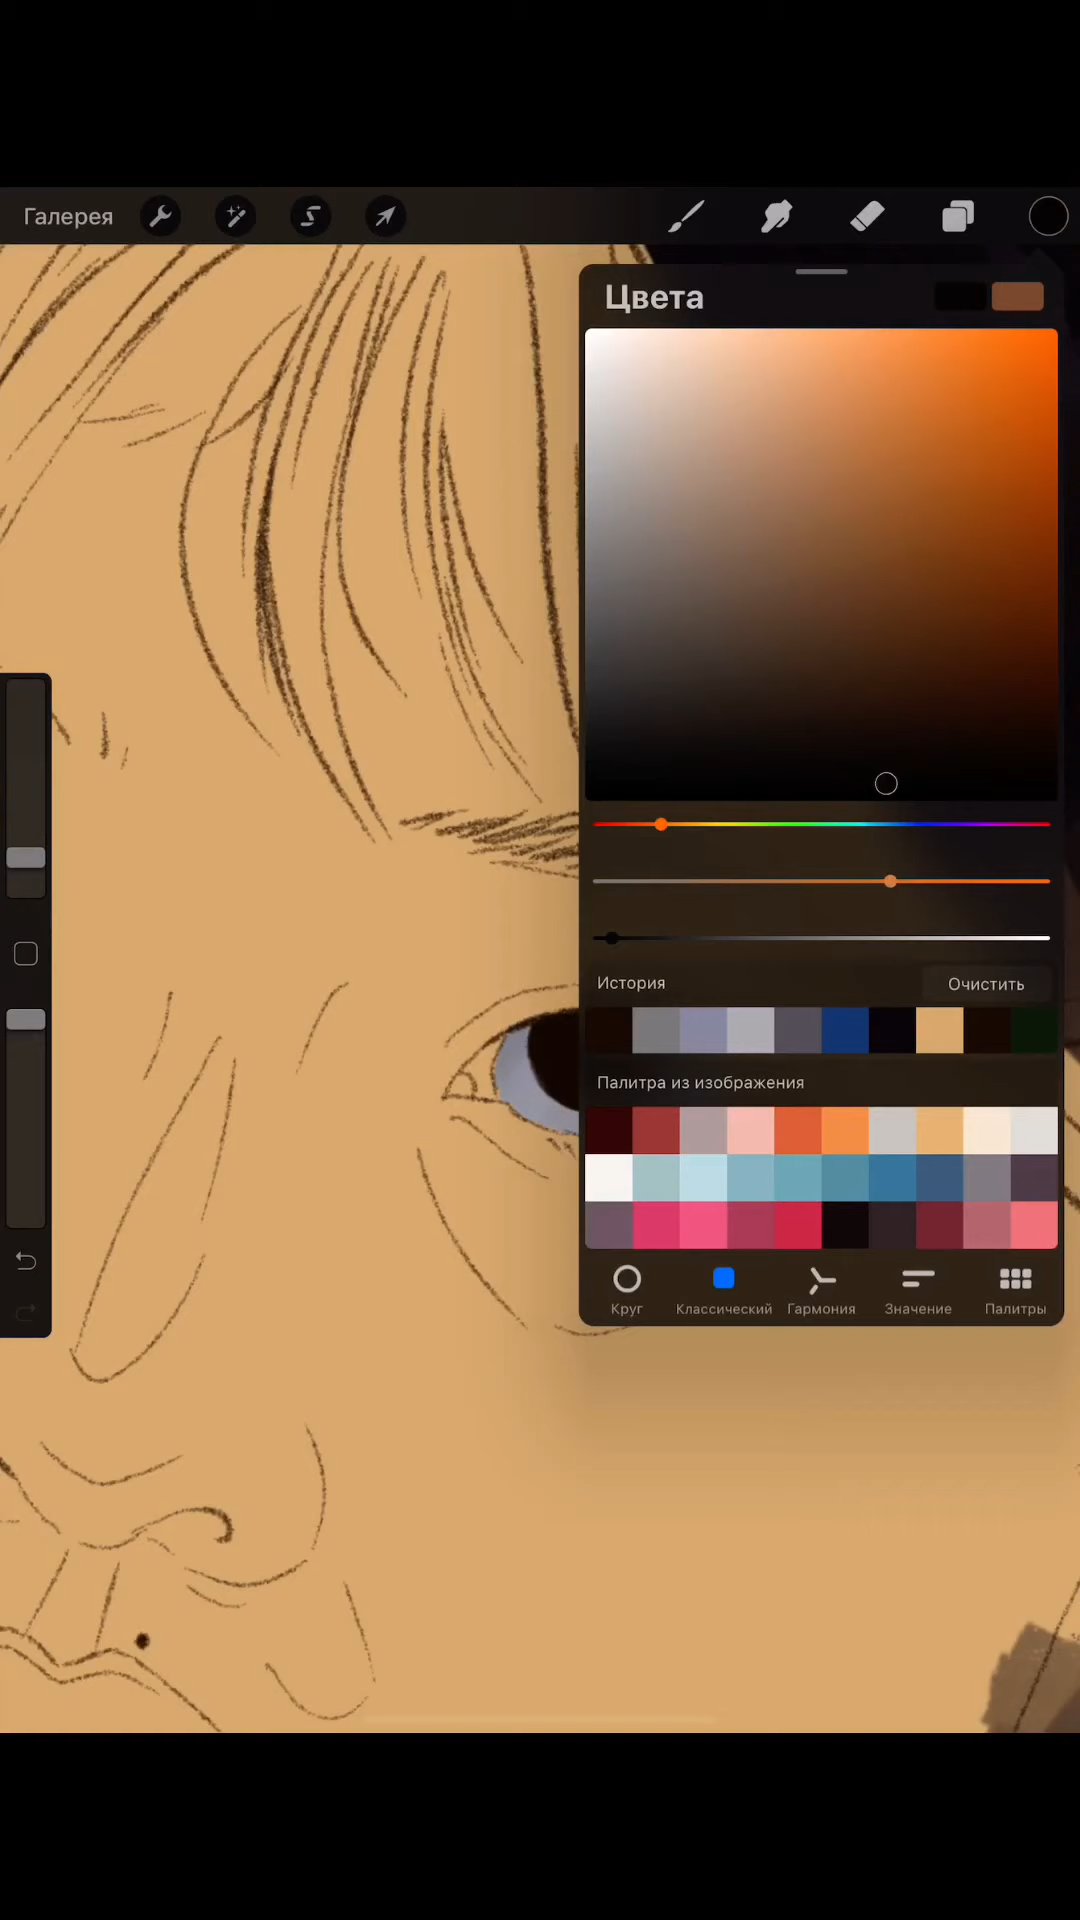 Галерея
Цвета
История
Очистить
Палитра из изображения
Круг
Классический
Гармония
Значение
Палитры